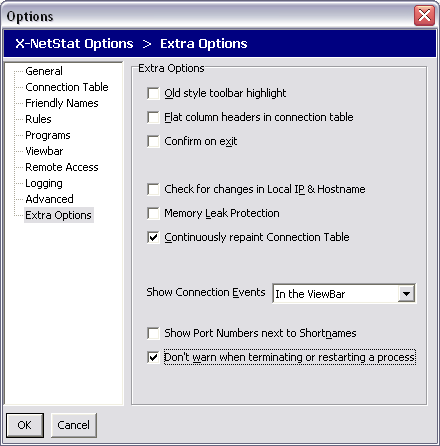 Options
X-NetStat Options > Extra Options
General
Connection Table
Friendly Names
Rules
Programs
Viewbar
Remote Access
Logging
Advanced
Extra Options
Extra Options
Old style toolbar highlight
Flat column headers in connection table
Confirm on exit
Check for changes in Local IP & Hostname
Memory Leak Protection
Continuously repaint Connection Table
Show Connection Events In the ViewBar
Show Port Numbers next to Shortnames
Don't warn when terminating or restarting a process
OK Cancel